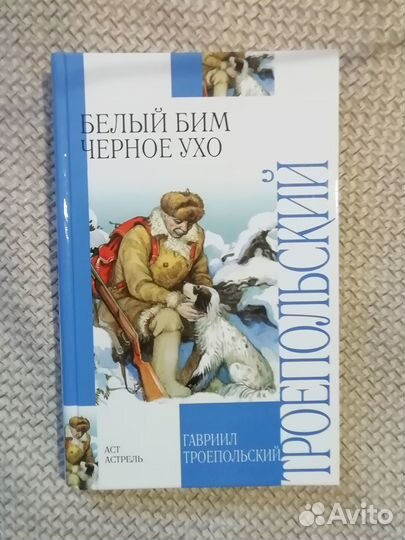 БЕЛЫЙ БИМ
ЧЕРНОЕ УХО
ТРОЕПОЛЬСКИЙ
ГАВРИИЛ
ТРОЕПОЛЬСКИЙ
АСТ
АСТРЕЛЬ
Avito